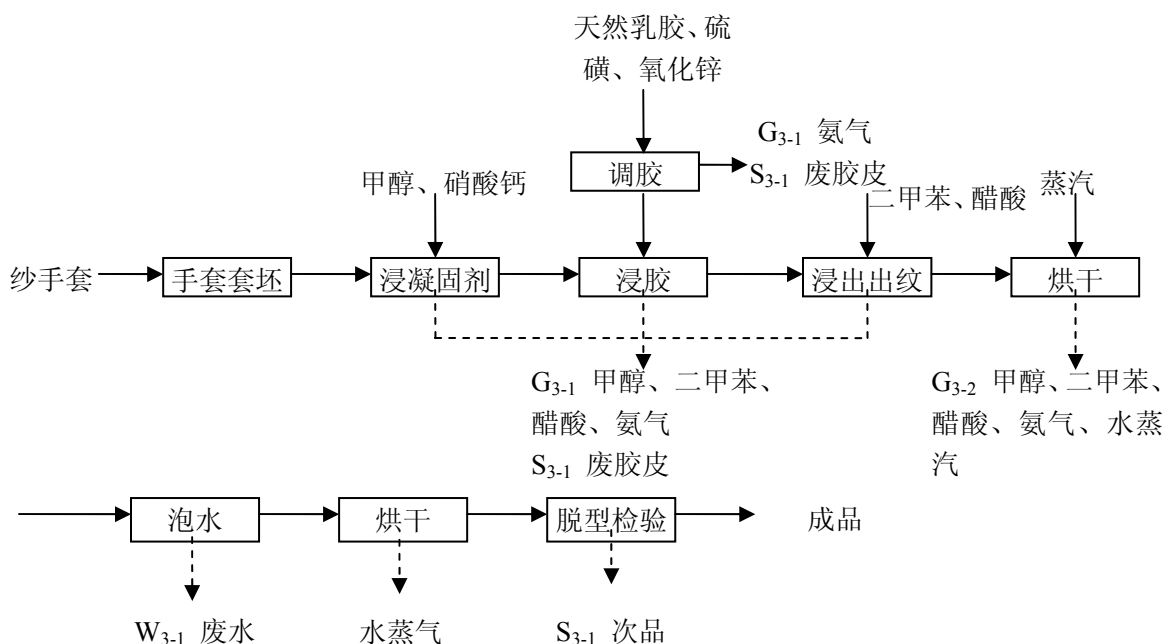 天然乳胶、硫
磺、氧化锌
G3-1 氨气
调胶
S3-1 废胶皮
甲醇、硝酸钙
二甲苯、醋酸
蒸汽
纱手套
手套套坯
浸凝固剂
浸胶
浸出出纹
烘干
G3-1 甲醇、二甲苯、
醋酸、氨气
S3-1 废胶皮
G3-2 甲醇、二甲苯、
醋酸、氨气、水蒸
汽
泡水
烘干
脱型检验
成品
W3-1 废水
水蒸气
S3-1 次品